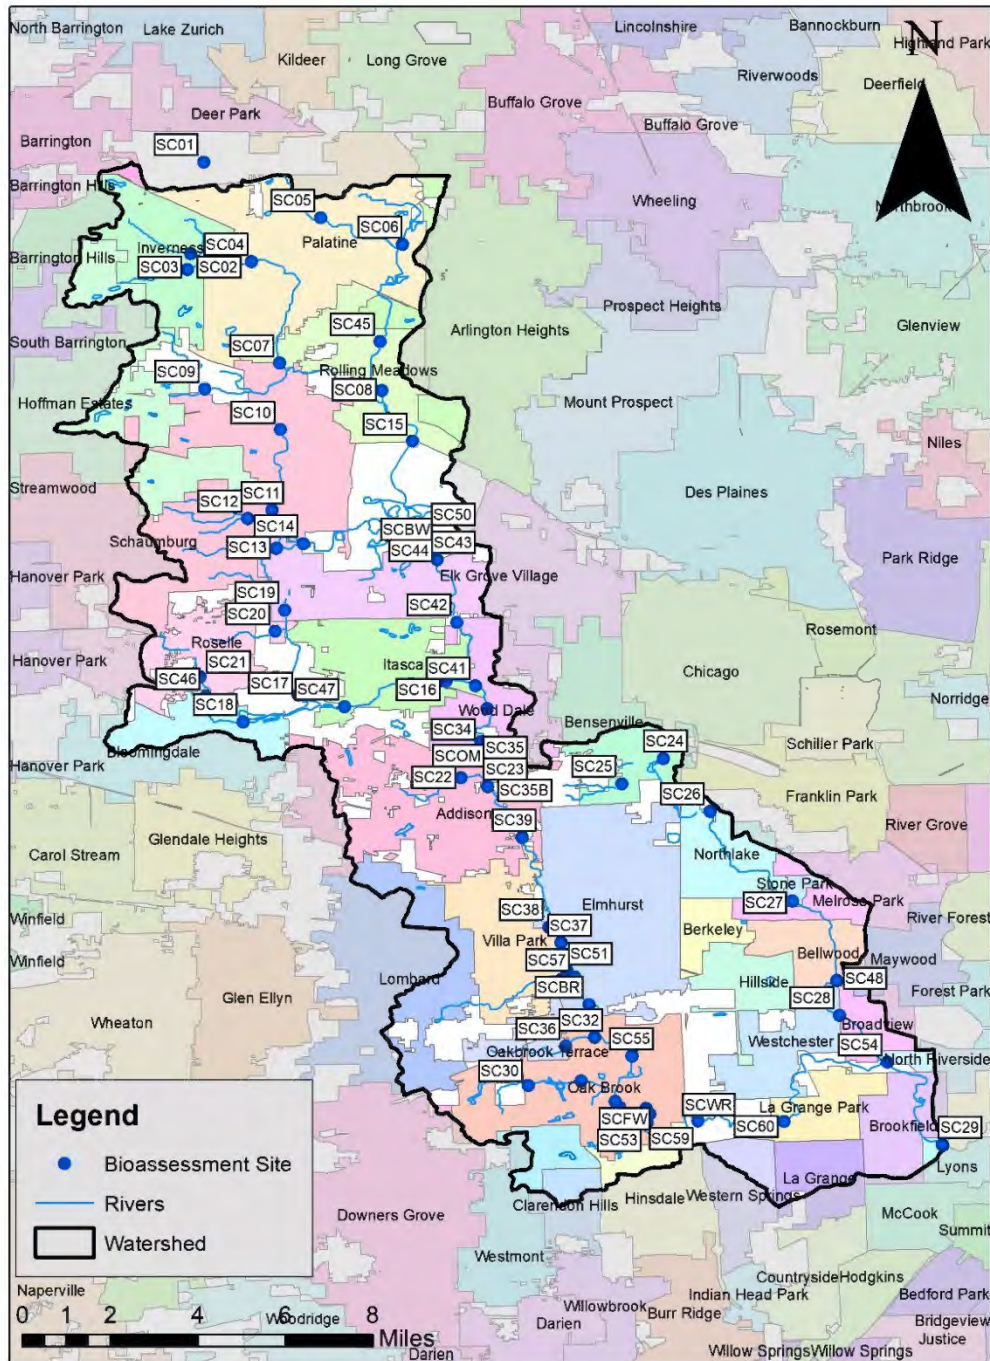 North Barrington
Lake Zurich
Lincolnshire
Bannockburn
N
Highland Park
Kildeer
Long Grove
Riverwoods
Deerfield
Deer Park
Buffalo Grove
Buffalo Grove
Barrington
SC01
Barrington Hills
Wheeling
Northbrook
SC05
SC06
Palatine
Inverness
SC04
Barrington Hills
SC03
SC02
Prospect Heights
Glenview
South Barrington
SC45
Arlington Heights
SC07
SC09
Rolling Meadows
SC08
Hoffman Estates
Mount Prospect
SC10
SC15
Niles
Streamwood
SC12
SC11
Des Plaines
SC50
SC14
SCBW
Schaumburg
SC13
SC44
SC43
Park Ridge
Hanover Park
Elk Grove Village
SC19
SC42
SC20
Rosemont
Roselle
Hanover Park
SC21
Itasca
SC41
Chicago
SC46
SC17
SC47
SC16
Norridge
SC18
Wood Dale
Bensenville
SC34
Bloomingdale
SC35
SC24
Schiller Park
Hanover Park
SCOM
SC23
SC25
SC22
SC35B
SC26
Franklin Park
Addison
SC39
River Grove
Glendale Heights
Carol Stream
Northlake
Stone Park
SC27
Melrose Park
SC38
Elmhurst
Winfield
SC37
Berkeley
River Forest
Villa Park
Bellwood
Winfield
SC57
SC51
Maywood
Lombard
SCBR
Hillside
SC48
Glen Ellyn
SC28
Forest Park
Wheaton
SC36
SC32
Broadview
SC55
Westchester
SC54
Oakbrook Terrace
North Riverside
SC30
Oak Brook
Legend
SCWR
La Grange Park
SCFW
SC60
Brookfield
SC29
SC53
SC59
Bioassessment Site
Lyons
La Grange
Rivers
Hinsdale
Western Springs
Clarendon Hills
McCook
Downers Grove
Summit
Watershed
Westmont
Countryside
Hodgkins
Naperville
Indian Head Park
Bedford Park
Willowbrook
Burr Ridge
0 1 2 4 6 8
Woodridge
Darien
Bridgeview
Justice
Miles
Darien
Willow Springs
Willow Springs